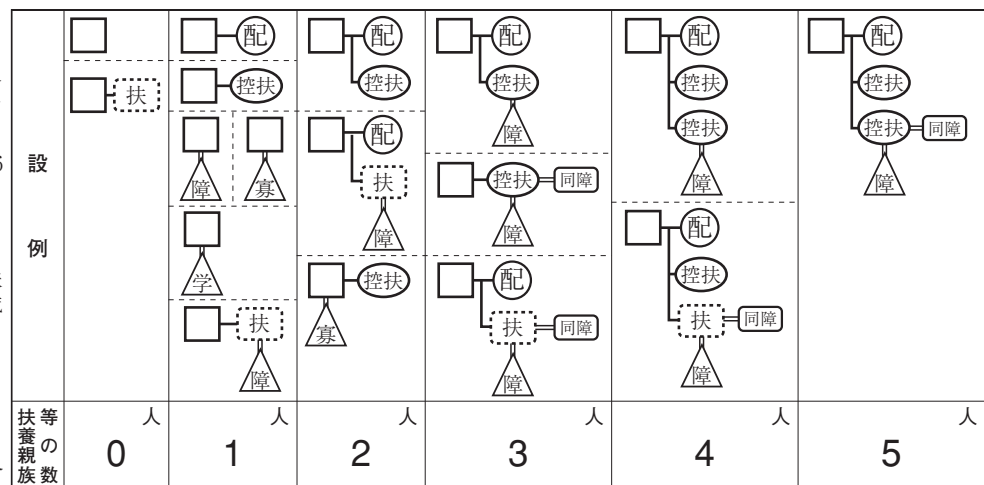 設例
配
扶
配
控扶
障
寡
学
扶
障
配
控扶
配
扶
障
控扶
寡
配
控扶
障
控扶
同障
障
配
扶
同障
障
配
控扶
控扶
障
配
控扶
扶
同障
障
配
控扶
控扶
同障
障
扶養親族等の数
人
0
人
1
人
2
人
3
人
4
人
5